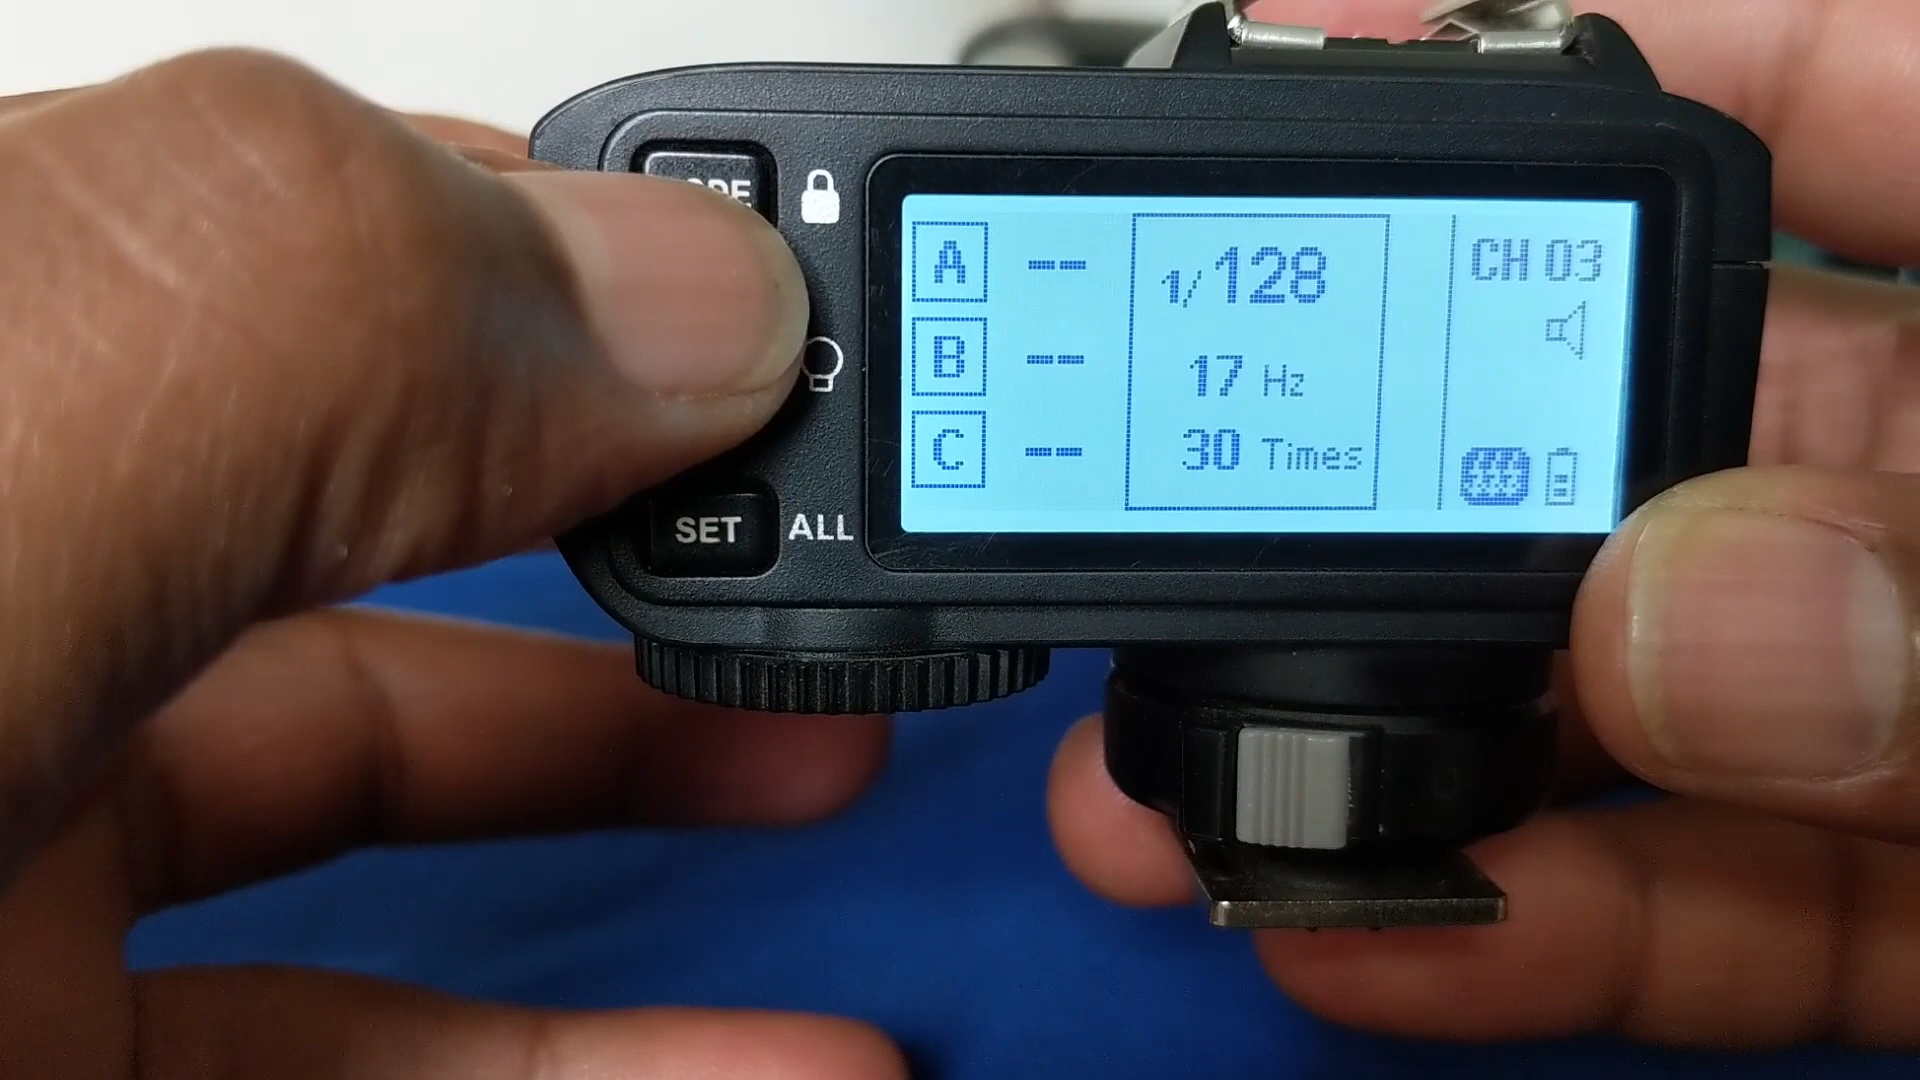 A -- 1/128 CH 03
B -- 17 Hz
C -- 30 Times
SET ALL